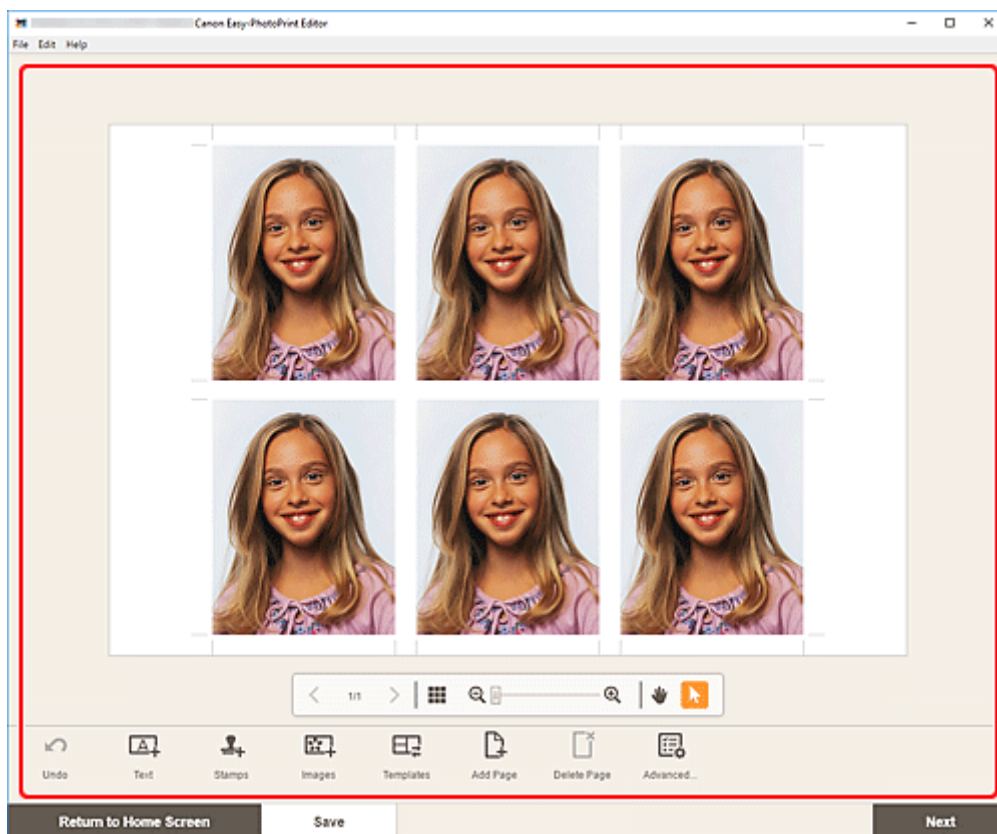 Canon Easy-PhotoPrint Editor
File Edit Help
1/1
Undo Text Stamps Images Templates Add Page Delete Page Advanced...
Return to Home Screen Save Next